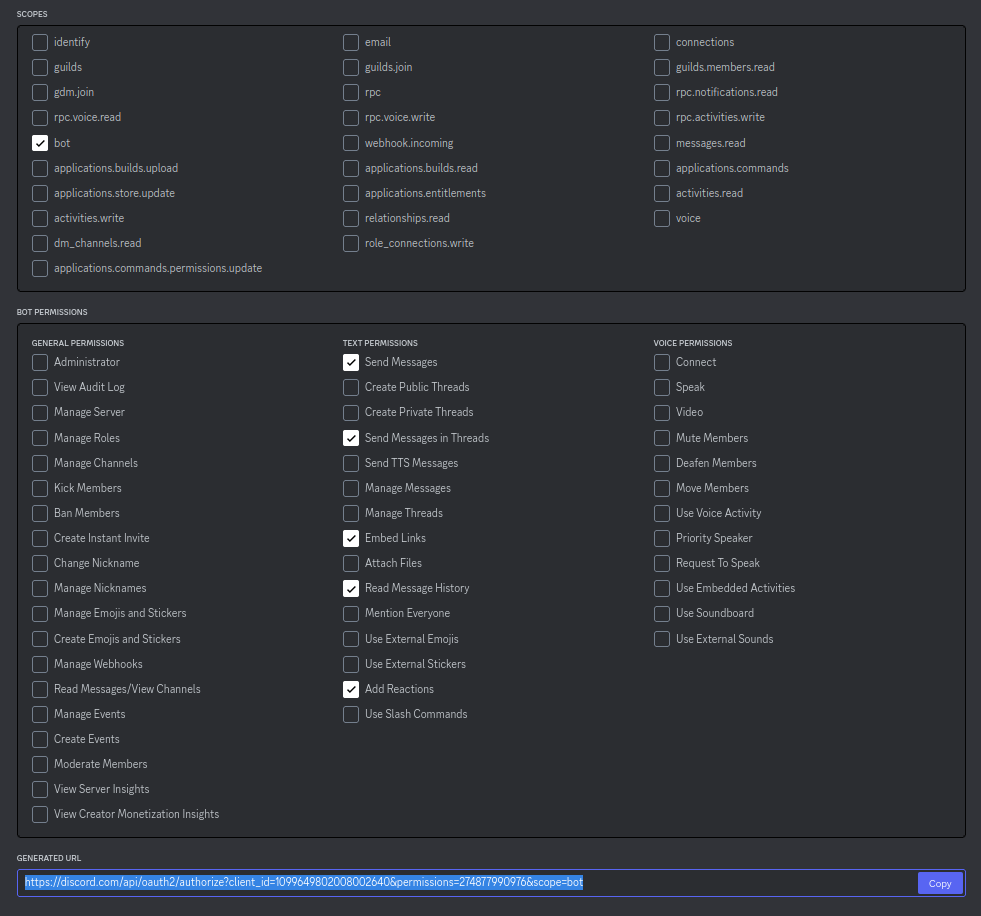 SCOPES
identify email connections
guilds guilds.join guilds.members.read
gdm.join rpc rpc.notifications.read
rpc.voice.read rpc.voice.write rpc.activities.write
bot webhook.incoming messages.read
applications.builds.upload applications.builds.read applications.commands
applications.store.update applications.entitlements activities.read
activities.write relationships.read voice
dm_channels.read role_connections.write
applications.commands.permissions.update
BOT PERMISSIONS
GENERAL PERMISSIONS
Administrator
View Audit Log
Manage Server
Manage Roles
Manage Channels
Kick Members
Ban Members
Create Instant Invite
Change Nickname
Manage Nicknames
Manage Emojis and Stickers
Create Emojis and Stickers
Manage Webhooks
Read Messages/View Channels
Manage Events
Create Events
Moderate Members
View Server Insights
View Creator Monetization Insights
TEXT PERMISSIONS
Send Messages
Create Public Threads
Create Private Threads
Send Messages in Threads
Send TTS Messages
Manage Messages
Manage Threads
Embed Links
Attach Files
Read Message History
Mention Everyone
Use External Emojis
Use External Stickers
Add Reactions
Use Slash Commands
VOICE PERMISSIONS
Connect
Speak
Video
Mute Members
Deafen Members
Move Members
Use Voice Activity
Priority Speaker
Request To Speak
Use Embedded Activities
Use Soundboard
Use External Sounds
GENERATED URL
https://discord.com/api/oauth2/authorize?client_id=1099649802008002640&permissions=274877990976&scope=bot
Copy